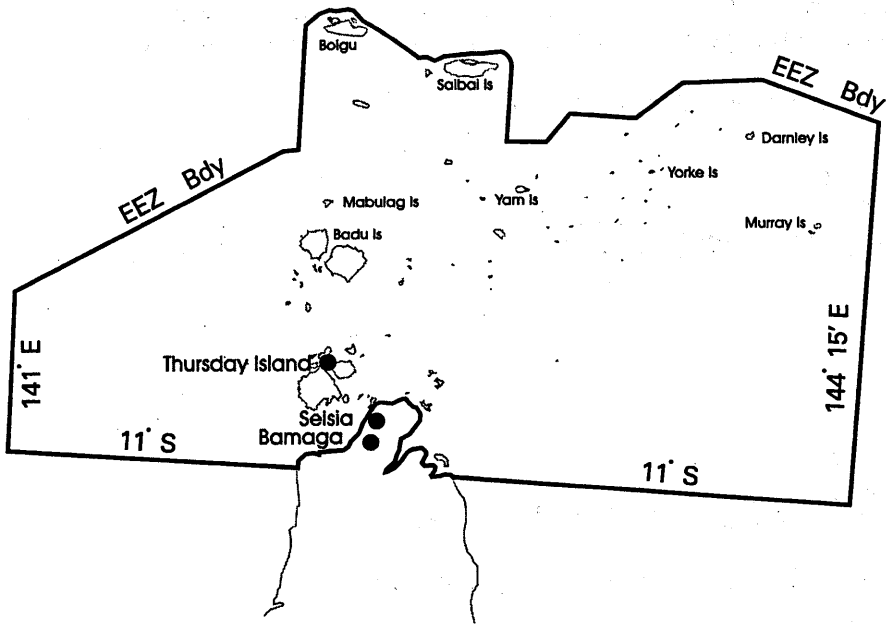 Boigu
Saibai Is
EEZ Bdy
Darnley Is
Yorke Is
EEZ Bdy
Mabuiag Is
Yam Is
Murray Is
Badu Is
141° E
144° 15' E
Thursday Island
Seisia
Bamaga
11° S
11° S